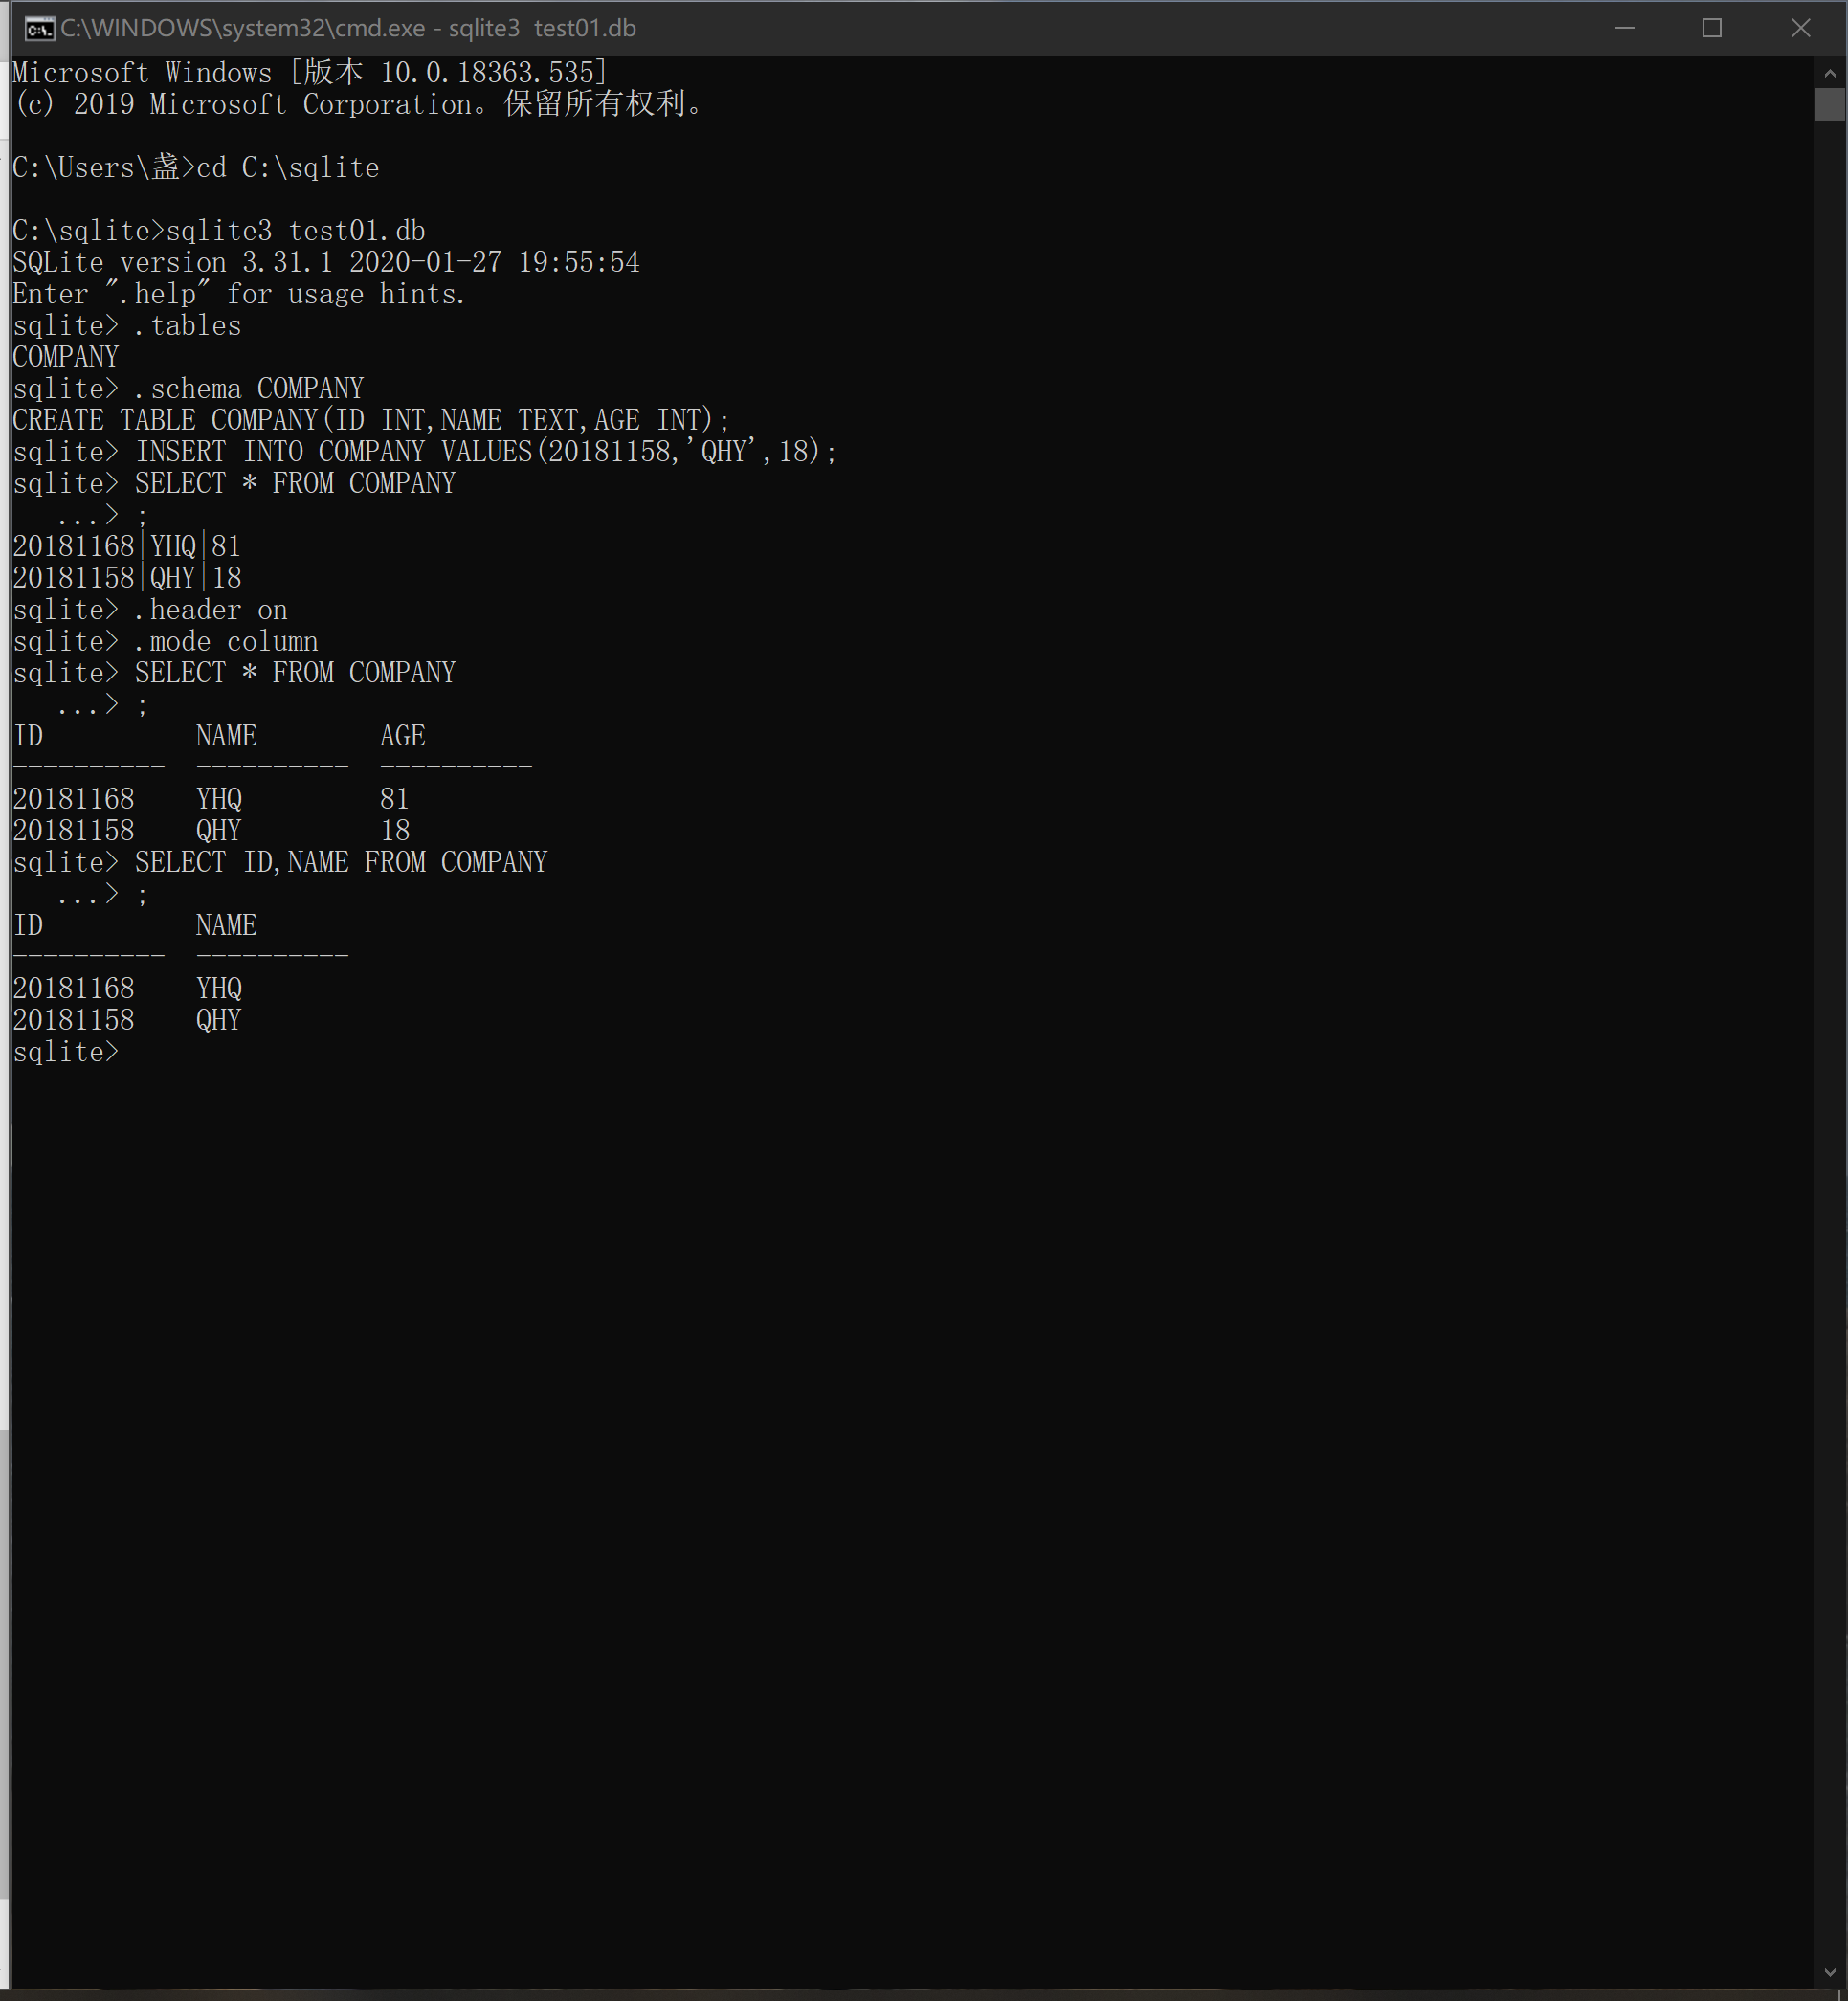 C:\WINDOWS\system32\cmd.exe - sqlite3  test01.db
Microsoft Windows [版本 10.0.18363.535]
(c) 2019 Microsoft Corporation。保留所有权利。
C:\Users\盏>cd C:\sqlite
C:\sqlite>sqlite3 test01.db
SQLite version 3.31.1 2020-01-27 19:55:54
Enter ".help" for usage hints.
sqlite> .tables
COMPANY
sqlite> .schema COMPANY
CREATE TABLE COMPANY(ID INT,NAME TEXT,AGE INT);
sqlite> INSERT INTO COMPANY VALUES(20181158,'QHY',18);
sqlite> SELECT * FROM COMPANY
   ...> ;
20181168|YHQ|81
20181158|QHY|18
sqlite> .header on
sqlite> .mode column
sqlite> SELECT * FROM COMPANY
   ...> ;
ID          NAME        AGE
----------  ----------  ----------
20181168    YHQ         81
20181158    QHY         18
sqlite> SELECT ID,NAME FROM COMPANY
   ...> ;
ID          NAME
----------  ----------
20181168    YHQ
20181158    QHY
sqlite>